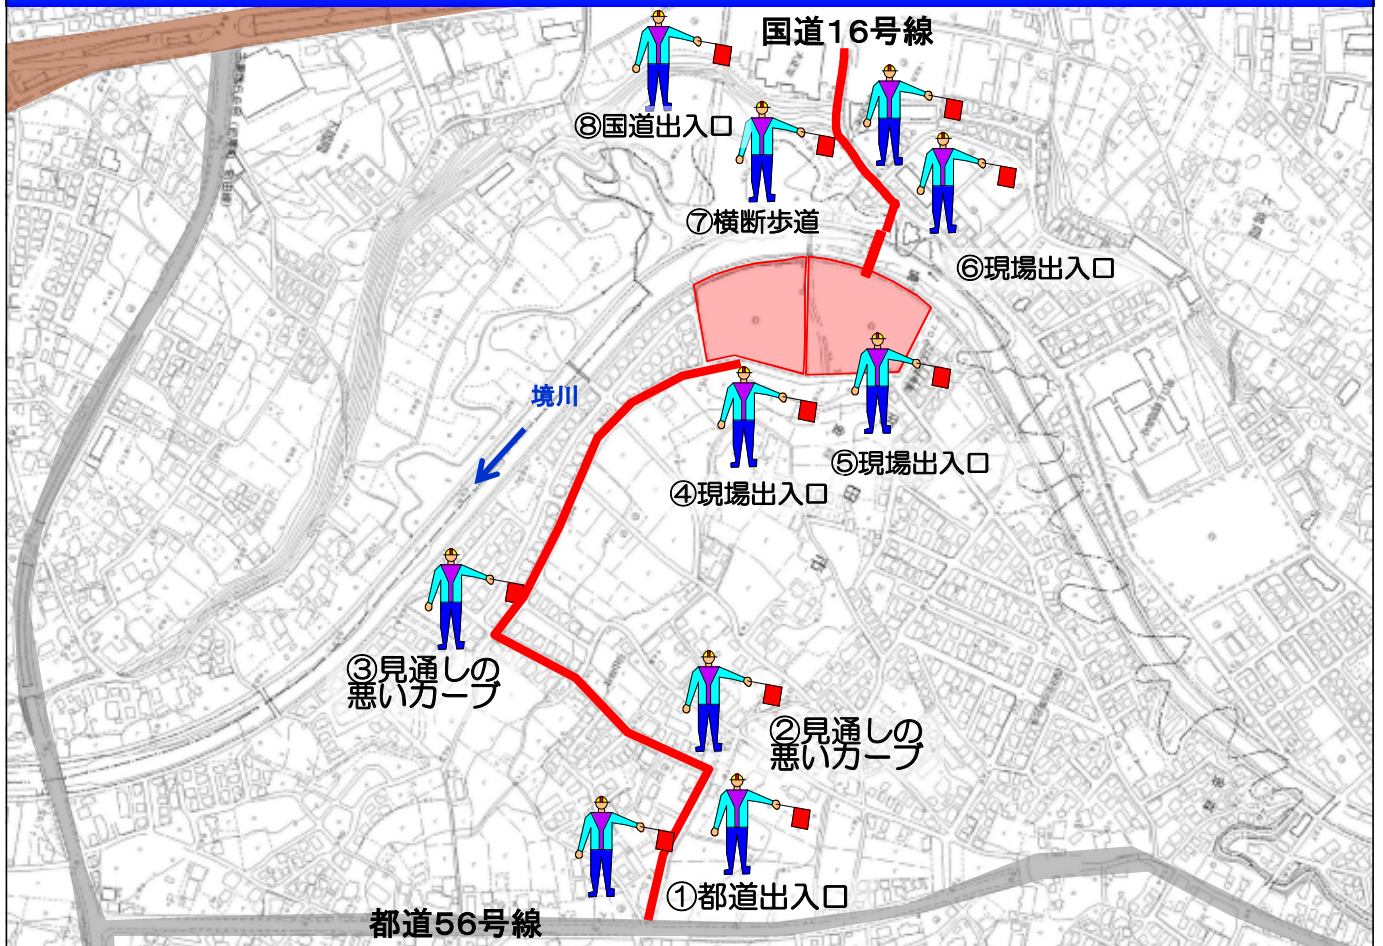 国道16号線
⑧国道出入口
⑦横断歩道
⑥現場出入口
境川
⑤現場出入口
④現場出入口
③見通しの
悪いカーブ
②見通しの
悪いカーブ
①都道出入口
都道56号線